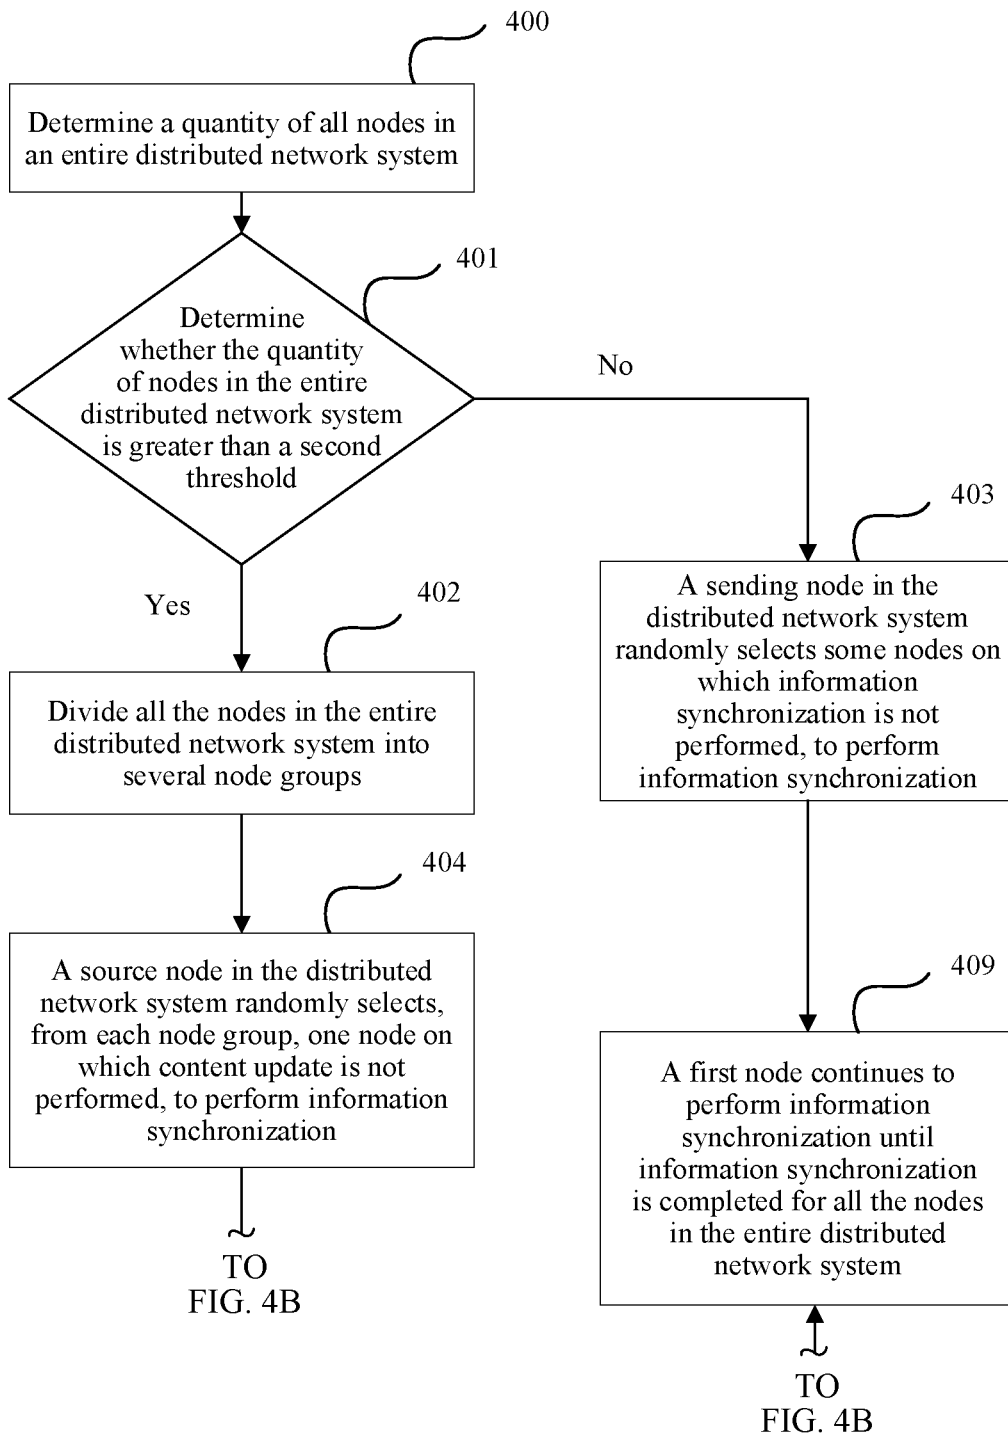 400
Determine a quantity of all nodes in
an entire distributed network system
401
Determine
whether the quantity
of nodes in the entire
distributed network system
is greater than a second
threshold
No
Yes
403
A sending node in the
distributed network system
randomly selects some nodes on
which information
synchronization is not
performed, to perform
information synchronization
402
Divide all the nodes in the entire
distributed network system into
several node groups
404
A source node in the distributed
network system randomly selects,
from each node group, one node on
which content update is not
performed, to perform information
synchronization
TO
FIG. 4B
409
A first node continues to
perform information
synchronization until
information synchronization
is completed for all the nodes
in the entire distributed
network system
TO
FIG. 4B